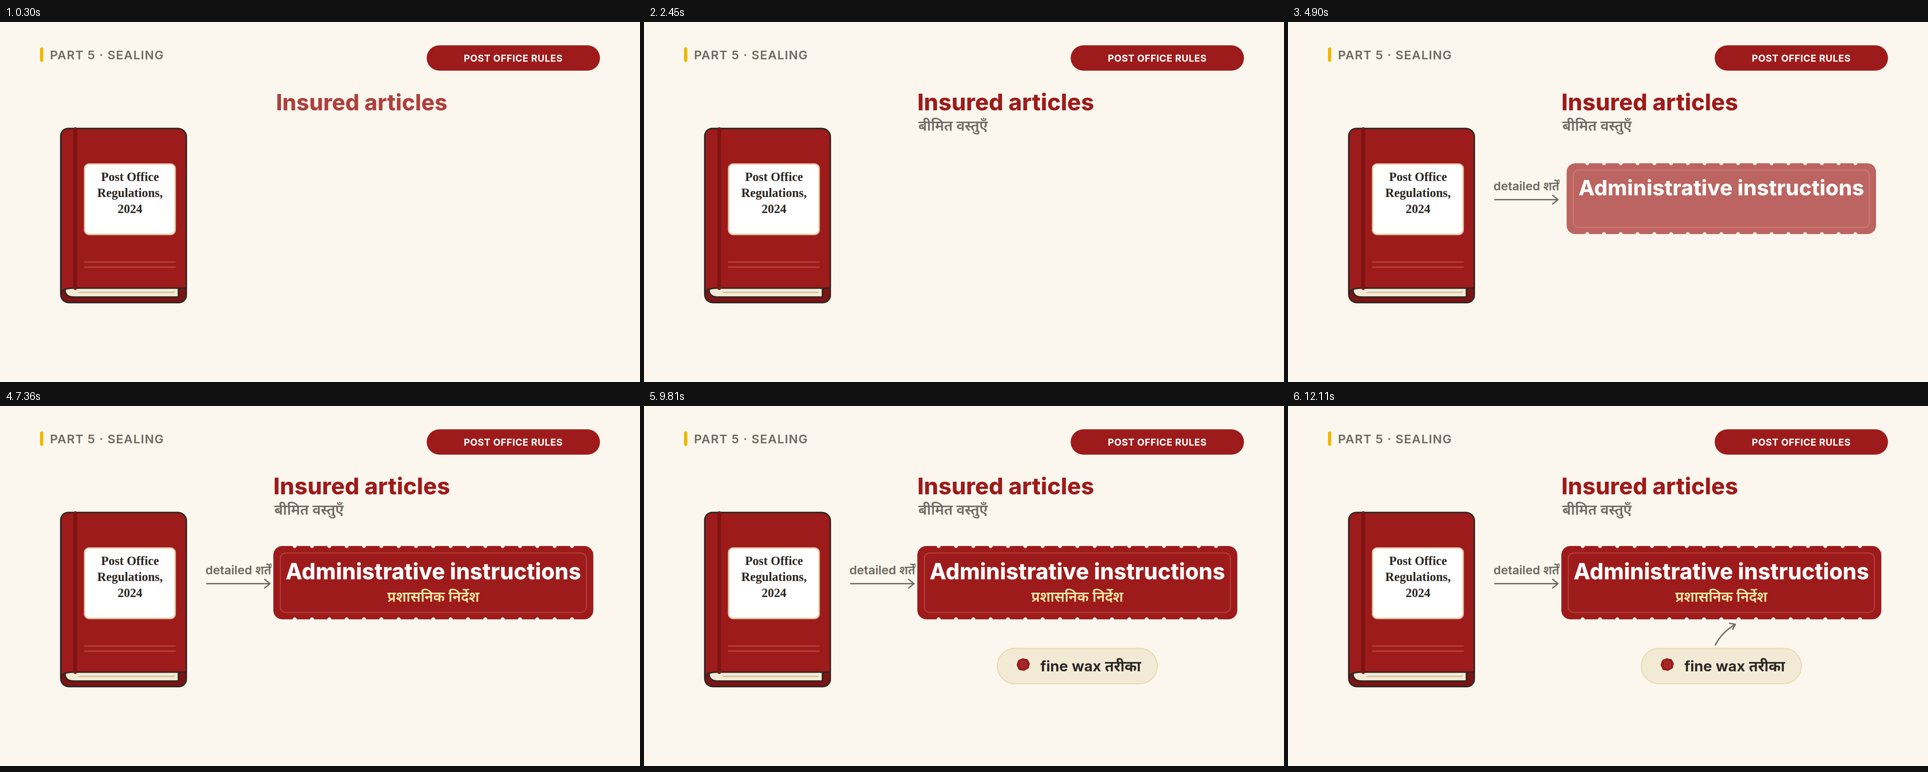 1. 0.30s
PART 5 · SEALING
POST OFFICE RULES
Insured articles
Post Office
Regulations,
2024
2. 2.45s
PART 5 · SEALING
POST OFFICE RULES
Insured articles
बीमित वस्तुएँ
Post Office
Regulations,
2024
3. 4.90s
PART 5 · SEALING
POST OFFICE RULES
Insured articles
बीमित वस्तुएँ
Post Office
Regulations,
2024
detailed शर्तें
Administrative instructions
4. 7.36s
PART 5 · SEALING
POST OFFICE RULES
Insured articles
बीमित वस्तुएँ
Post Office
Regulations,
2024
detailed शर्तें
Administrative instructions
प्रशासनिक निर्देश
5. 9.81s
PART 5 · SEALING
POST OFFICE RULES
Insured articles
बीमित वस्तुएँ
Post Office
Regulations,
2024
detailed शर्तें
Administrative instructions
प्रशासनिक निर्देश
fine wax तरीका
6. 12.11s
PART 5 · SEALING
POST OFFICE RULES
Insured articles
बीमित वस्तुएँ
Post Office
Regulations,
2024
detailed शर्तें
Administrative instructions
प्रशासनिक निर्देश
fine wax तरीका